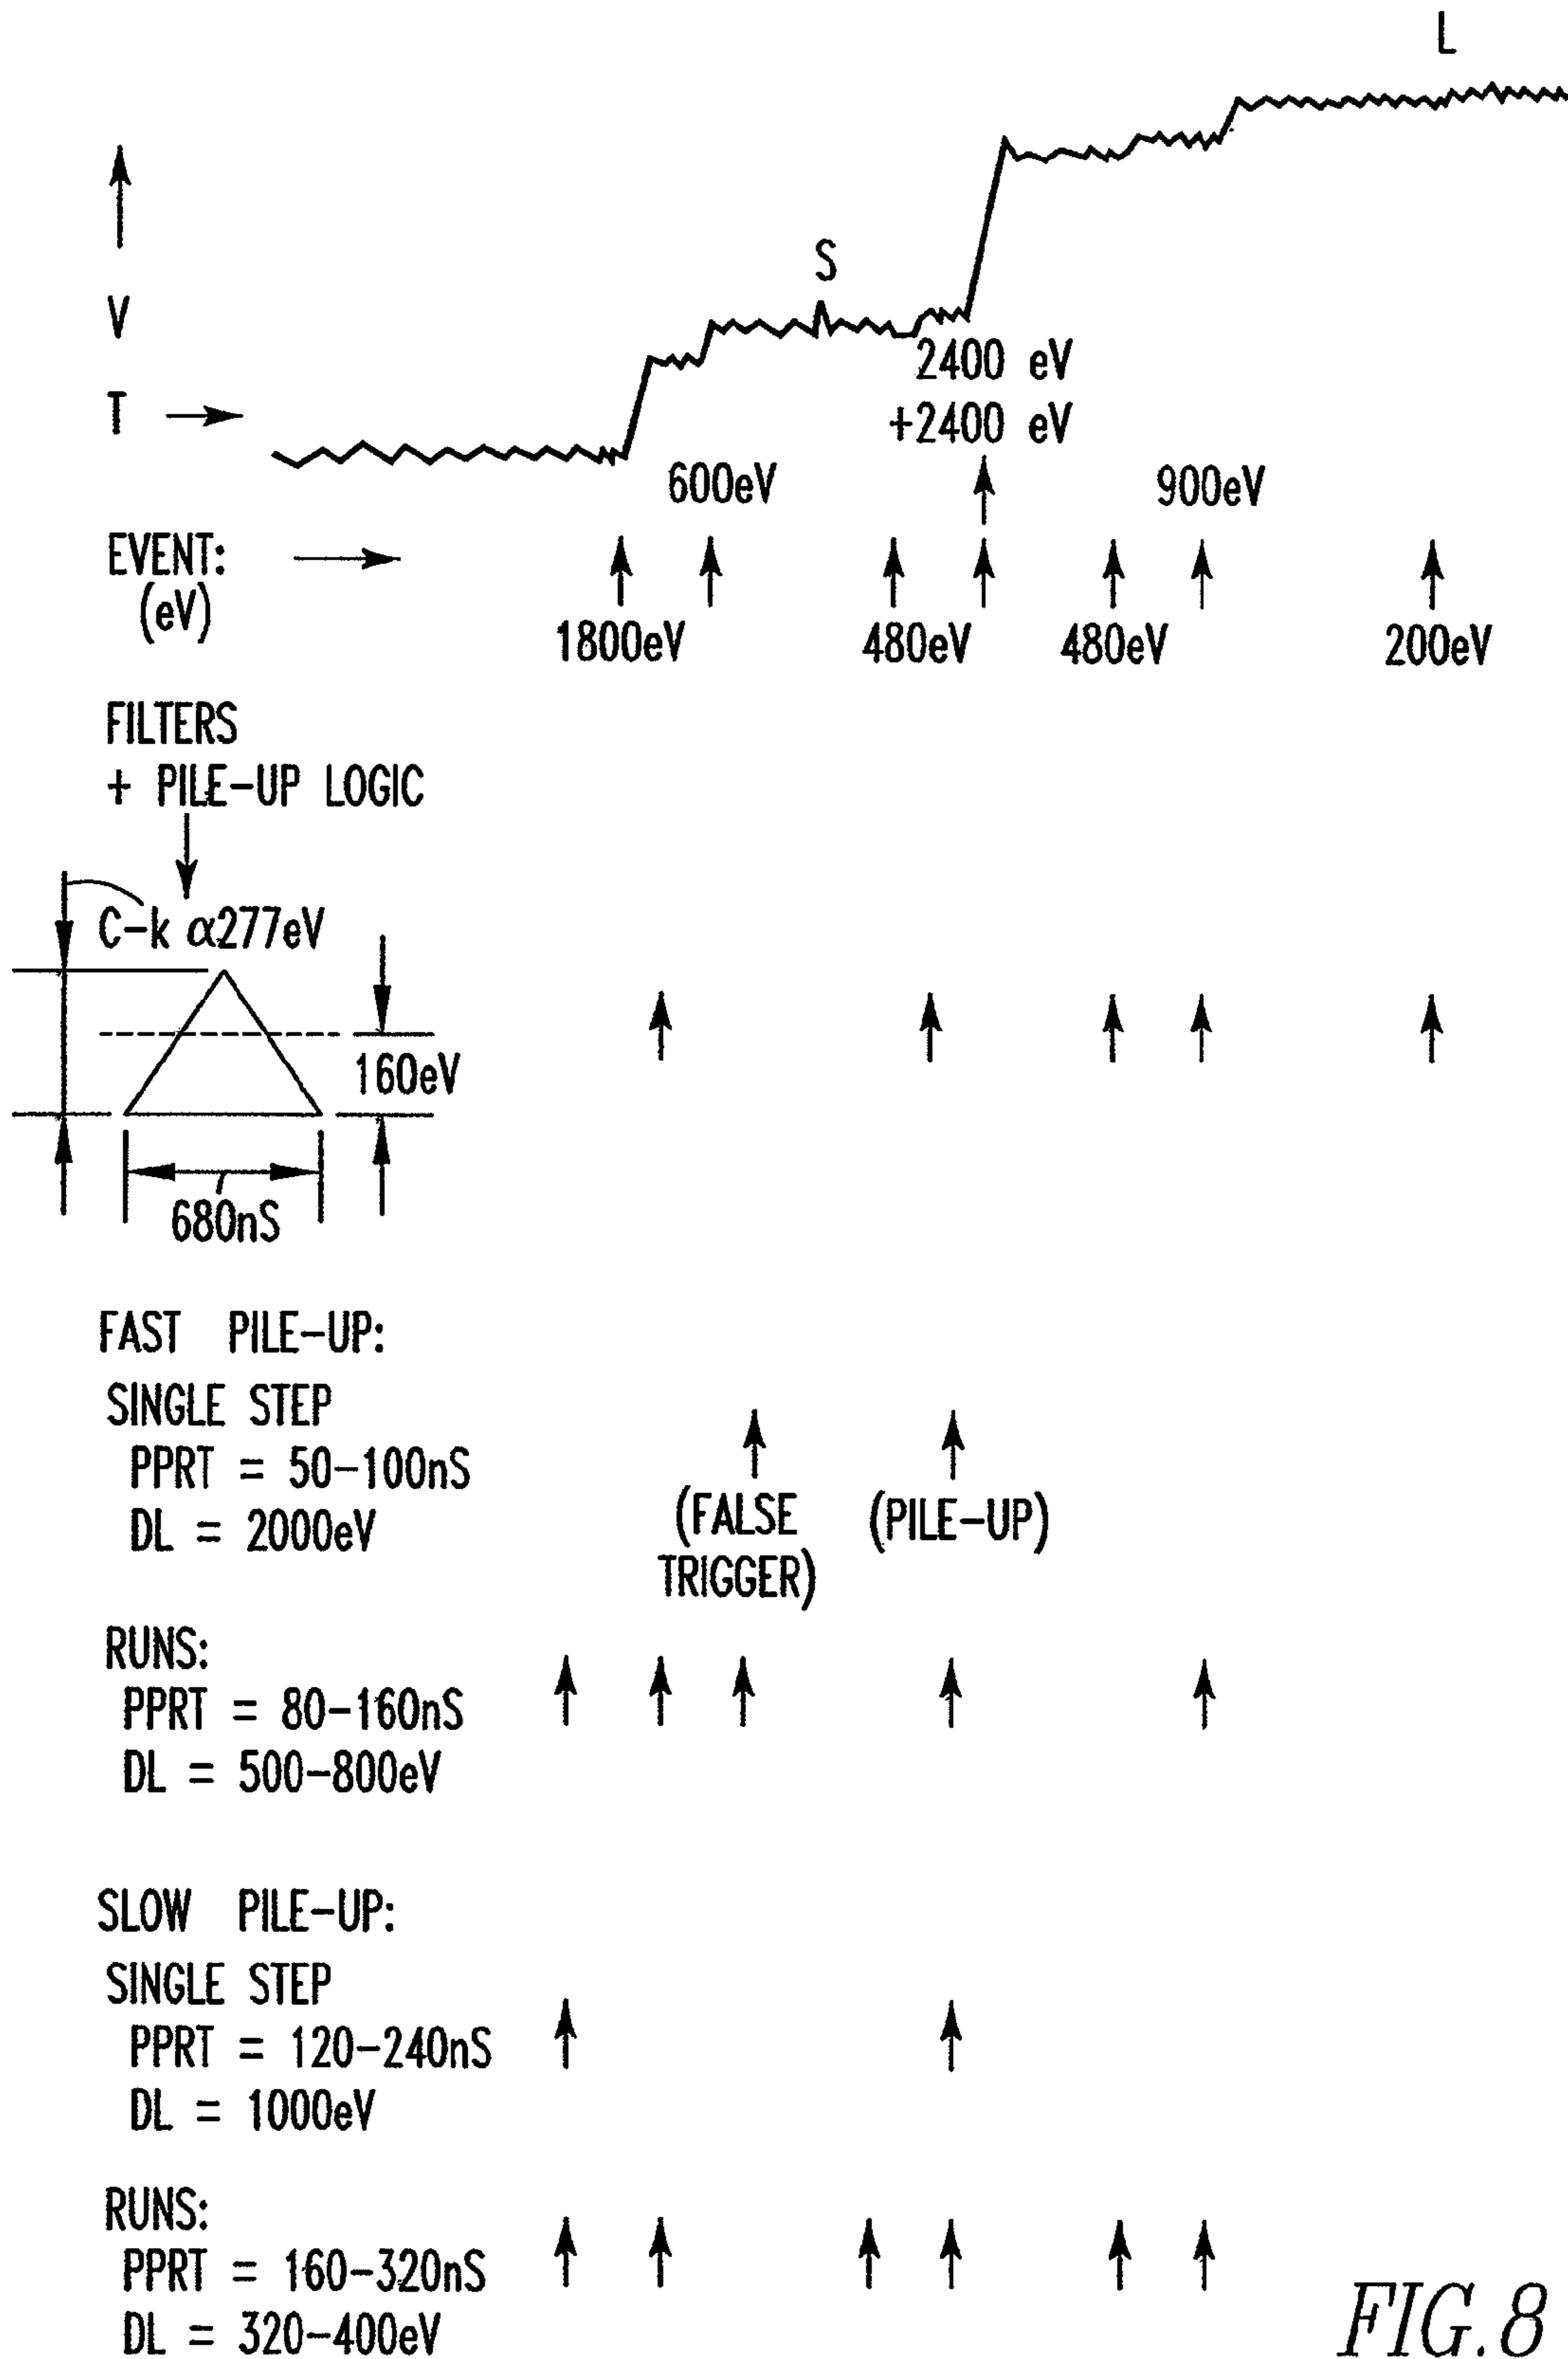 L
V
S
T
2400 eV
+2400 eV
600eV
900eV
EVENT:
(eV)
1800eV
480eV
480eV
200eV
FILTERS
+ PILE-UP LOGIC
C-k α277eV
160eV
680nS
FAST PILE-UP:
SINGLE STEP
PPRT = 50-100nS
DL = 2000eV
(FALSE
TRIGGER)
(PILE-UP)
RUNS:
PPRT = 80-160nS
DL = 500-800eV
SLOW PILE-UP:
SINGLE STEP
PPRT = 120-240nS
DL = 1000eV
RUNS:
PPRT = 160-320nS
DL = 320-400eV
FIG.8